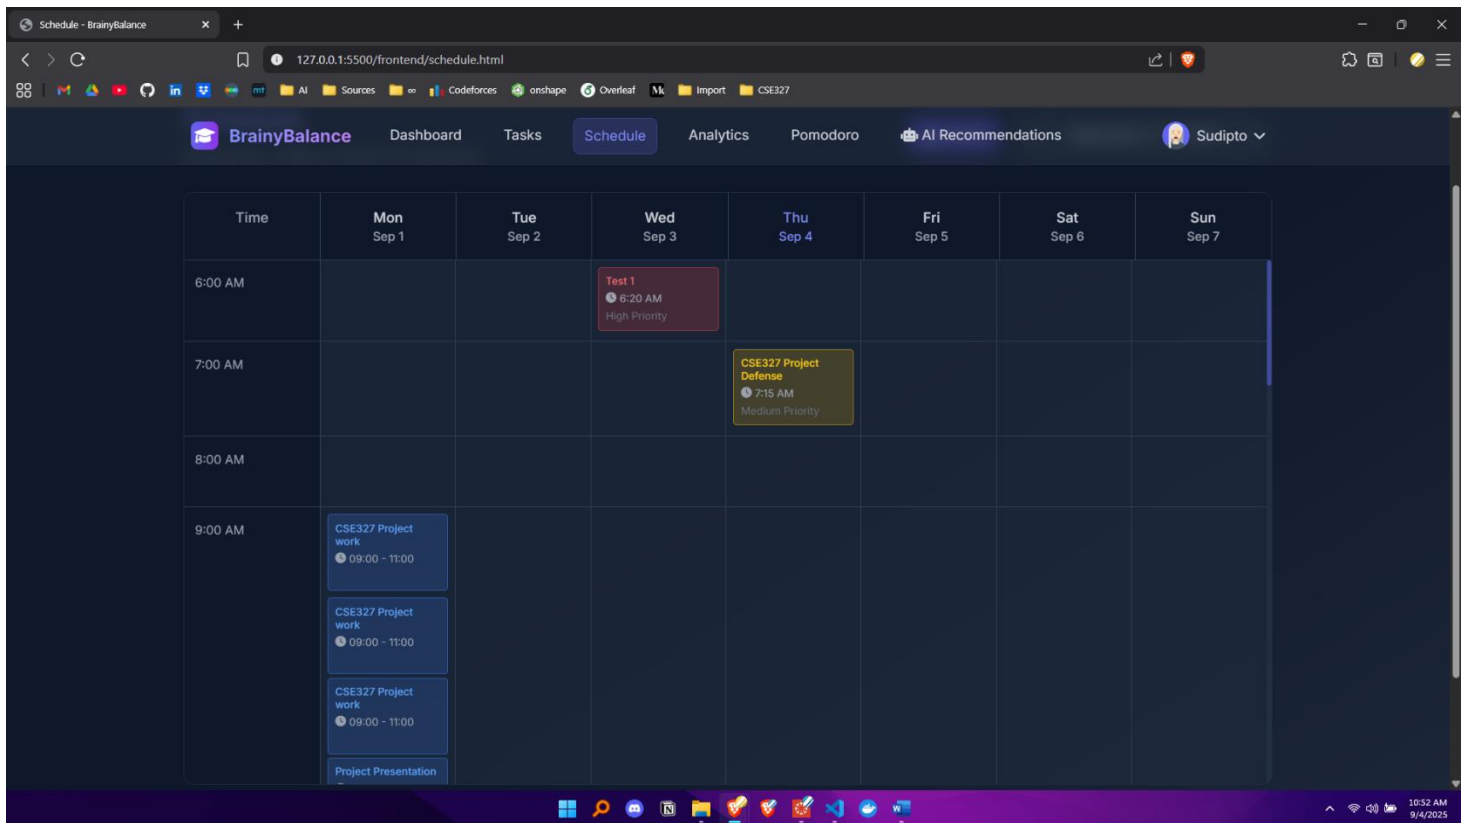 Schedule - BrainyBalance
127.0.0.1:5500/frontend/schedule.html
AI Sources ∞ Codeforces onshape Overleaf Import CSE327
BrainyBalance Dashboard Tasks Schedule Analytics Pomodoro AI Recommendations Sudipto
Time Mon Tue Wed Thu Fri Sat Sun
Sep 1 Sep 2 Sep 3 Sep 4 Sep 5 Sep 6 Sep 7
6:00 AM
Test 1
6:20 AM
High Priority
7:00 AM
CSE327 Project
Defense
7:15 AM
Medium Priority
8:00 AM
9:00 AM
CSE327 Project
work
09:00 - 11:00
CSE327 Project
work
09:00 - 11:00
CSE327 Project
work
09:00 - 11:00
Project Presentation
10:52 AM
9/4/2025